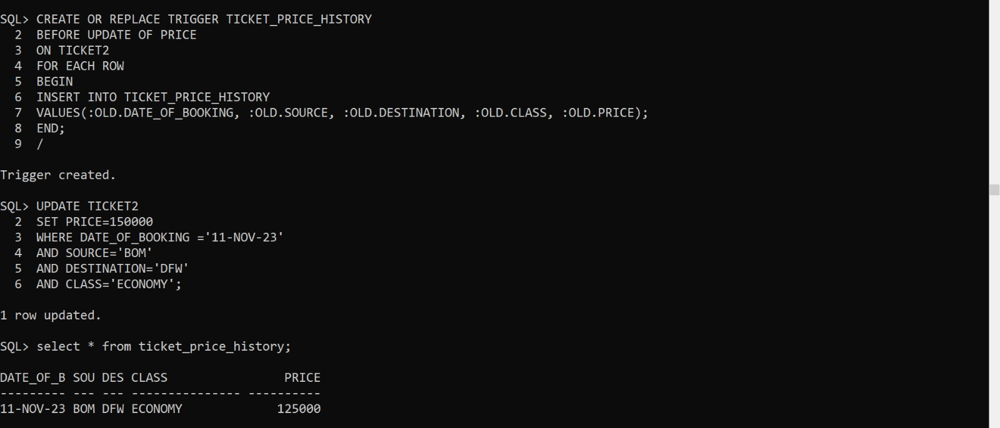 SQL> CREATE OR REPLACE TRIGGER TICKET_PRICE_HISTORY
  2  BEFORE UPDATE OF PRICE
  3  ON TICKET2
  4  FOR EACH ROW
  5  BEGIN
  6  INSERT INTO TICKET_PRICE_HISTORY
  7  VALUES(:OLD.DATE_OF_BOOKING, :OLD.SOURCE, :OLD.DESTINATION, :OLD.CLASS, :OLD.PRICE);
  8  END;
  9  /
Trigger created.
SQL> UPDATE TICKET2
  2  SET PRICE=150000
  3  WHERE DATE_OF_BOOKING ='11-NOV-23'
  4  AND SOURCE='BOM'
  5  AND DESTINATION='DFW'
  6  AND CLASS='ECONOMY';
1 row updated.
SQL> select * from ticket_price_history;
DATE_OF_B SOU DES CLASS                PRICE
--------- --- --- --------------- ----------
11-NOV-23 BOM DFW ECONOMY             125000